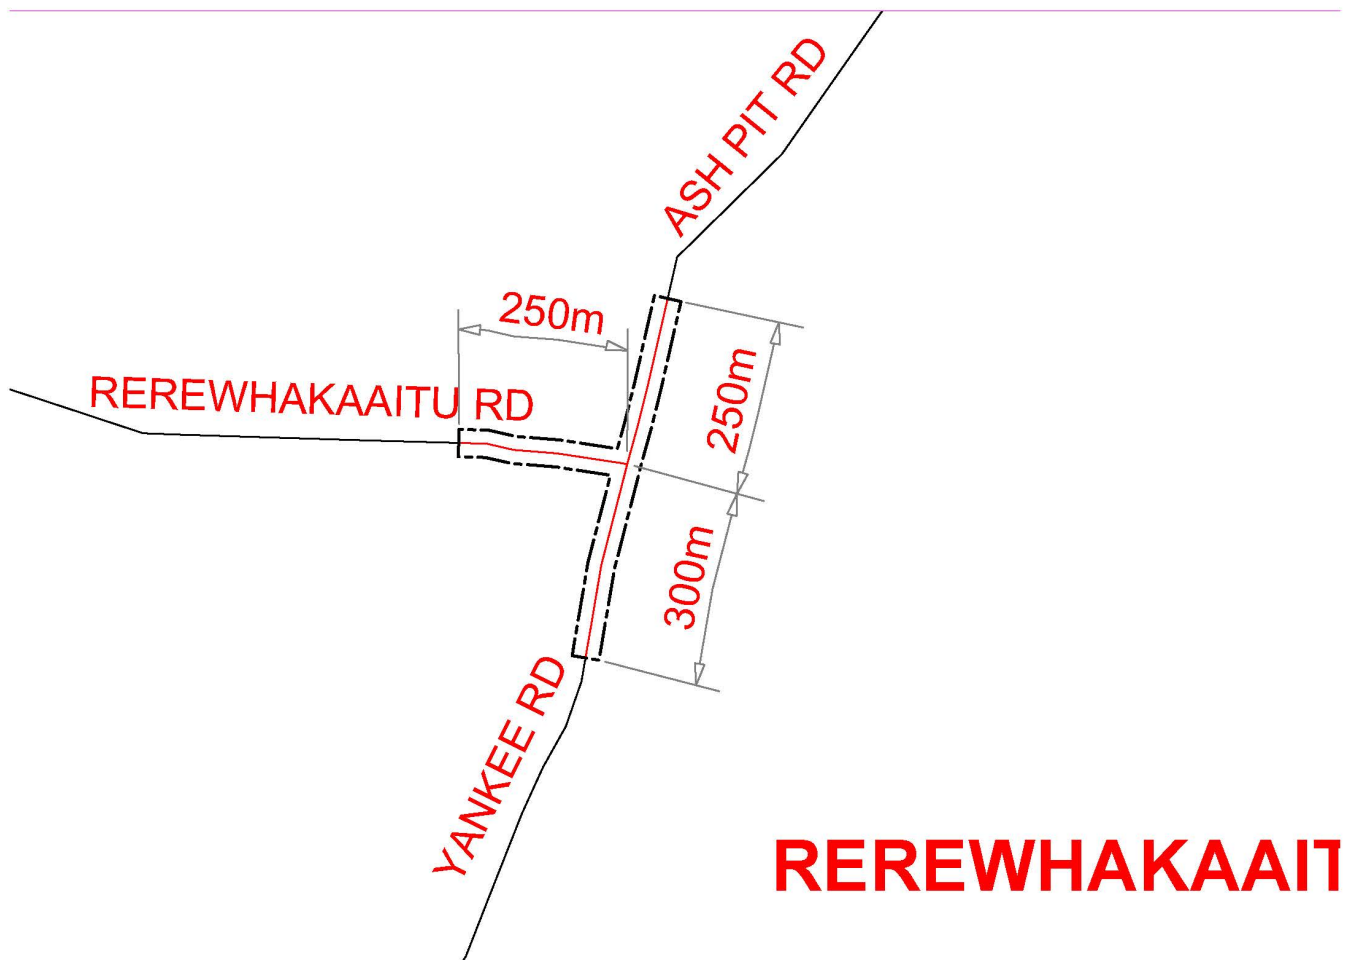 ASH PIT RD
250m
250m
REREWHAKAAITU RD
300m
YANKEE RD
REREWHAKAAIT